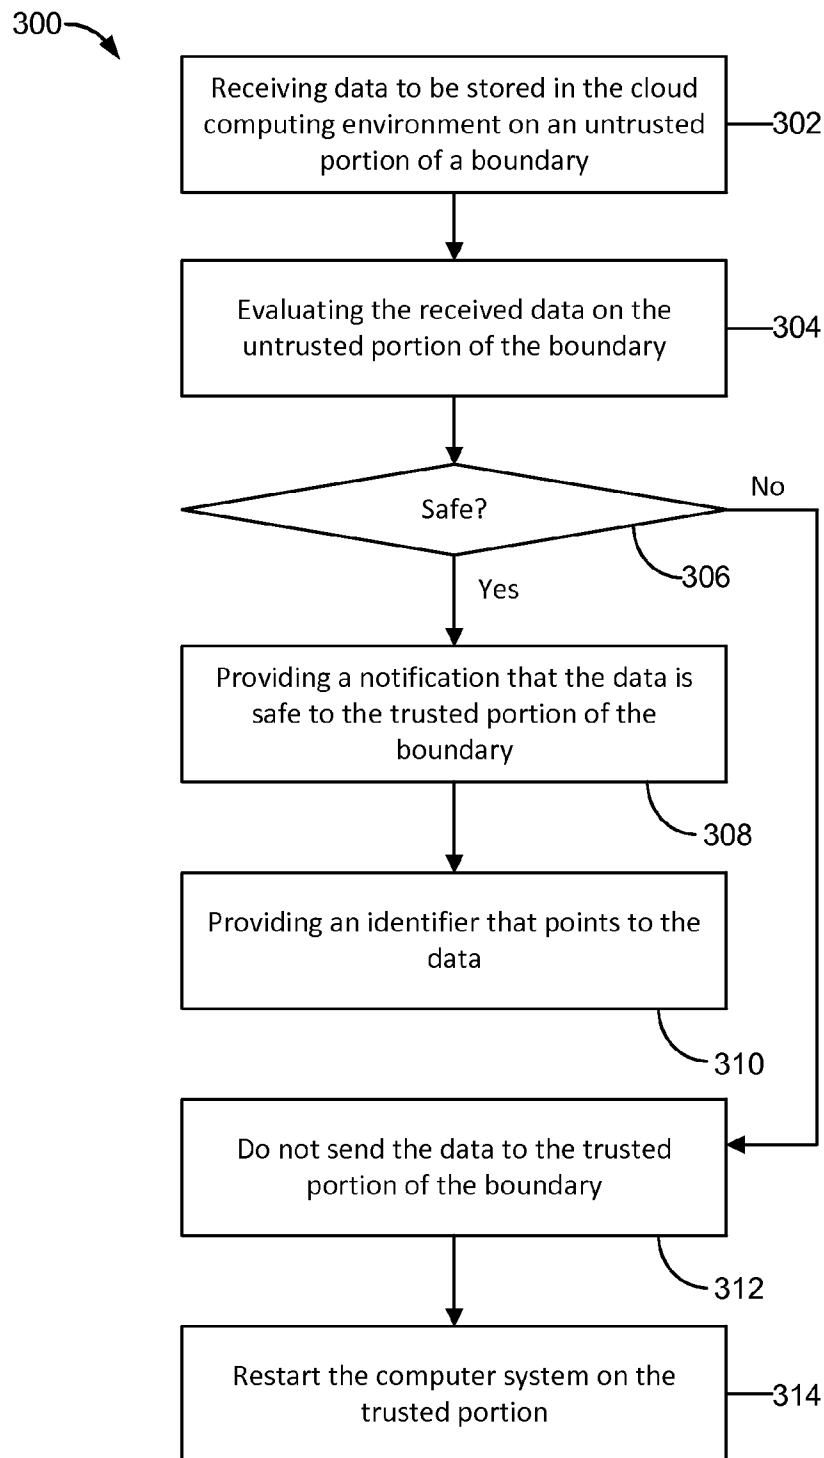 300
Receiving data to be stored in the cloud
computing environment on an untrusted
portion of a boundary
302
Evaluating the received data on the
untrusted portion of the boundary
304
Safe?
No
306
Yes
Providing a notification that the data is
safe to the trusted portion of the
boundary
308
Providing an identifier that points to the
data
310
Do not send the data to the trusted
portion of the boundary
312
Restart the computer system on the
trusted portion
314